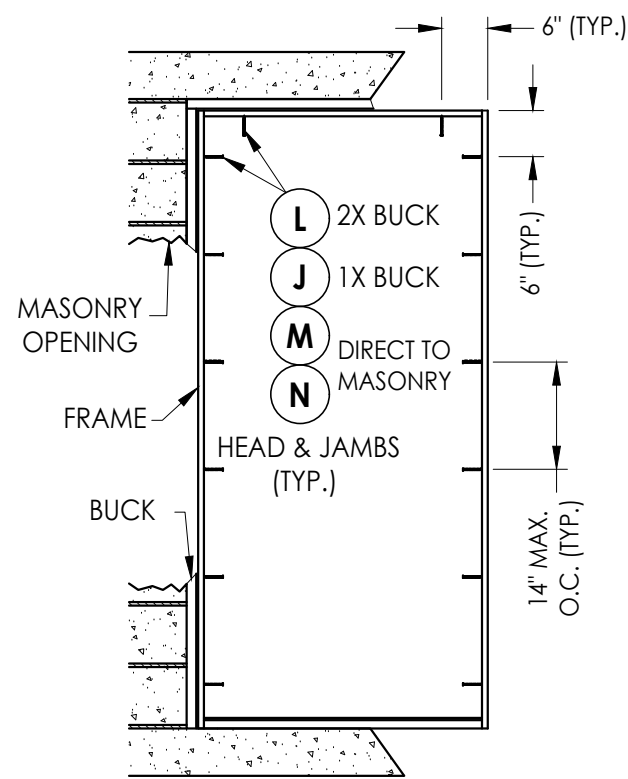 6" (TYP.)
6" (TYP.)
L 2X BUCK
J 1X BUCK
M
N
DIRECT TO
MASONRY
HEAD & JAMBS
(TYP.)
MASONRY
OPENING
FRAME
BUCK
14" MAX.
O.C. (TYP.)